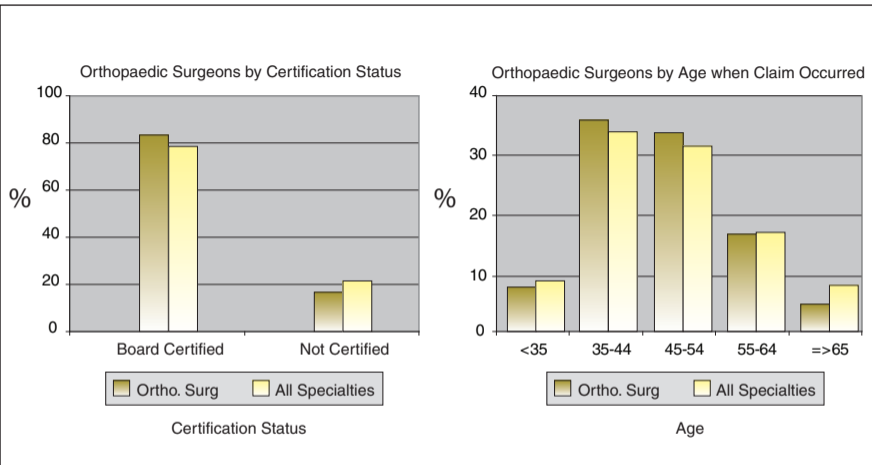 Orthopaedic Surgeons by Certification Status
100
80
60
40
20
0
%
Board Certified
Not Certified
Ortho. Surg
All Specialties
Certification Status
Orthopaedic Surgeons by Age when Claim Occurred
40
30
20
10
0
%
<35
35-44
45-54
55-64
=>65
Ortho. Surg
All Specialties
Age